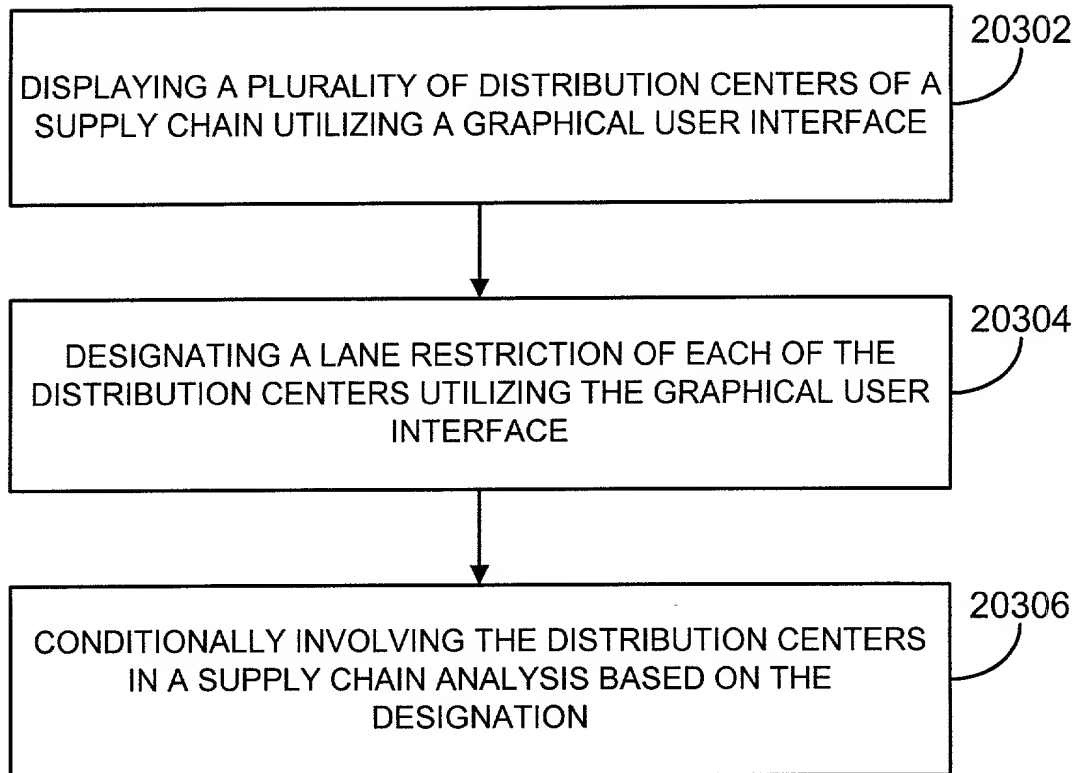 20302
DISPLAYING A PLURALITY OF DISTRIBUTION CENTERS OF A
SUPPLY CHAIN UTILIZING A GRAPHICAL USER INTERFACE
20304
DESIGNATING A LANE RESTRICTION OF EACH OF THE
DISTRIBUTION CENTERS UTILIZING THE GRAPHICAL USER
INTERFACE
20306
CONDITIONALLY INVOLVING THE DISTRIBUTION CENTERS
IN A SUPPLY CHAIN ANALYSIS BASED ON THE
DESIGNATION